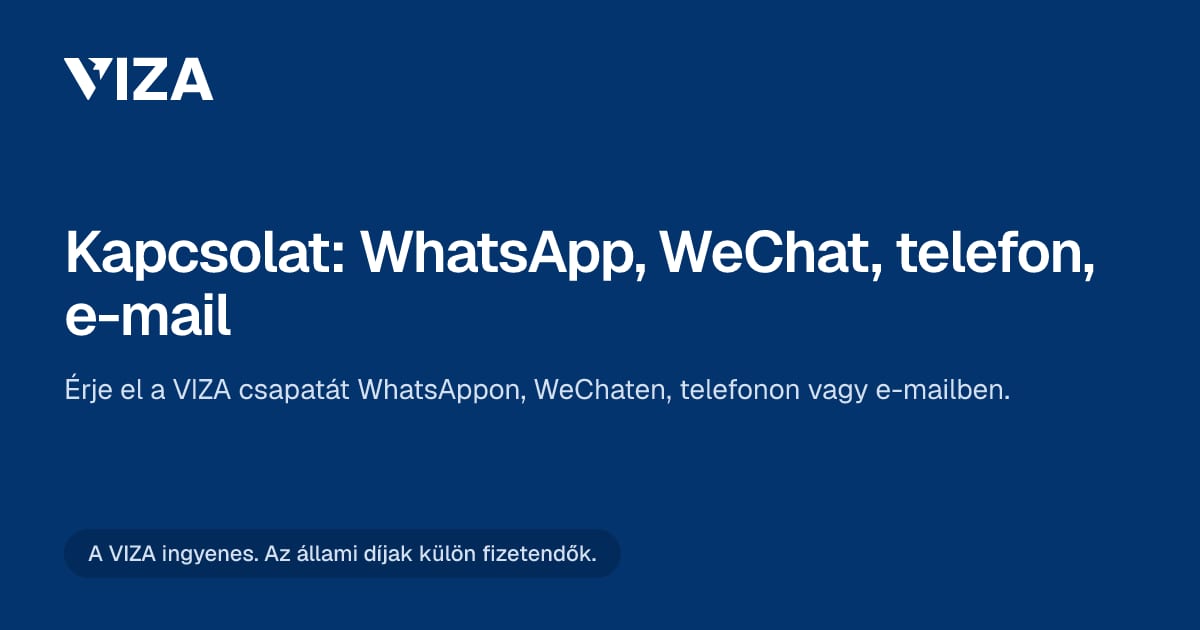 VIZA
Kapcsolat: WhatsApp, WeChat, telefon,
e-mail
Érje el a VIZA csapatát WhatsAppon, WeChaten, telefonon vagy e-mailben.
A VIZA ingyenes. Az állami díjak külön fizetendők.